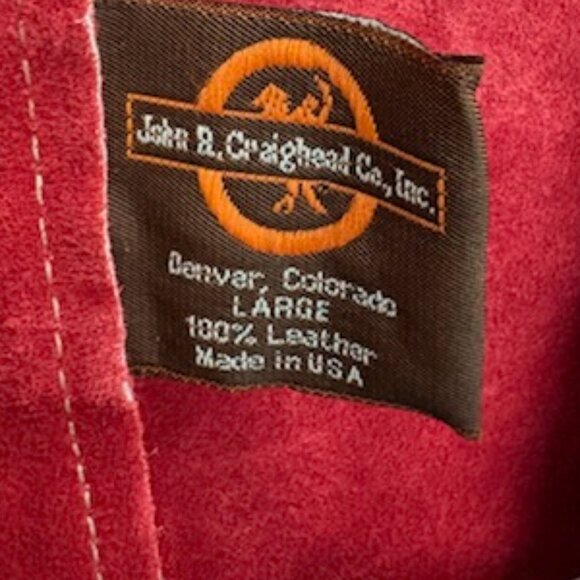 John R. Craighead Co., Inc.
Denver, Colorado
LARGE
100% Leather
Made in USA